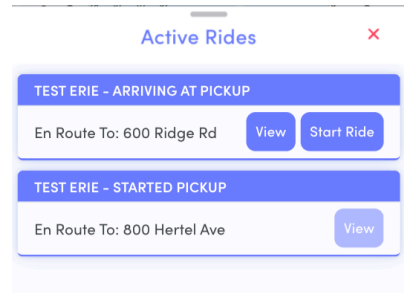 Active Rides
TEST ERIE - ARRIVING AT PICKUP
En Route To: 600 Ridge Rd View Start Ride
TEST ERIE - STARTED PICKUP
En Route To: 800 Hertel Ave View